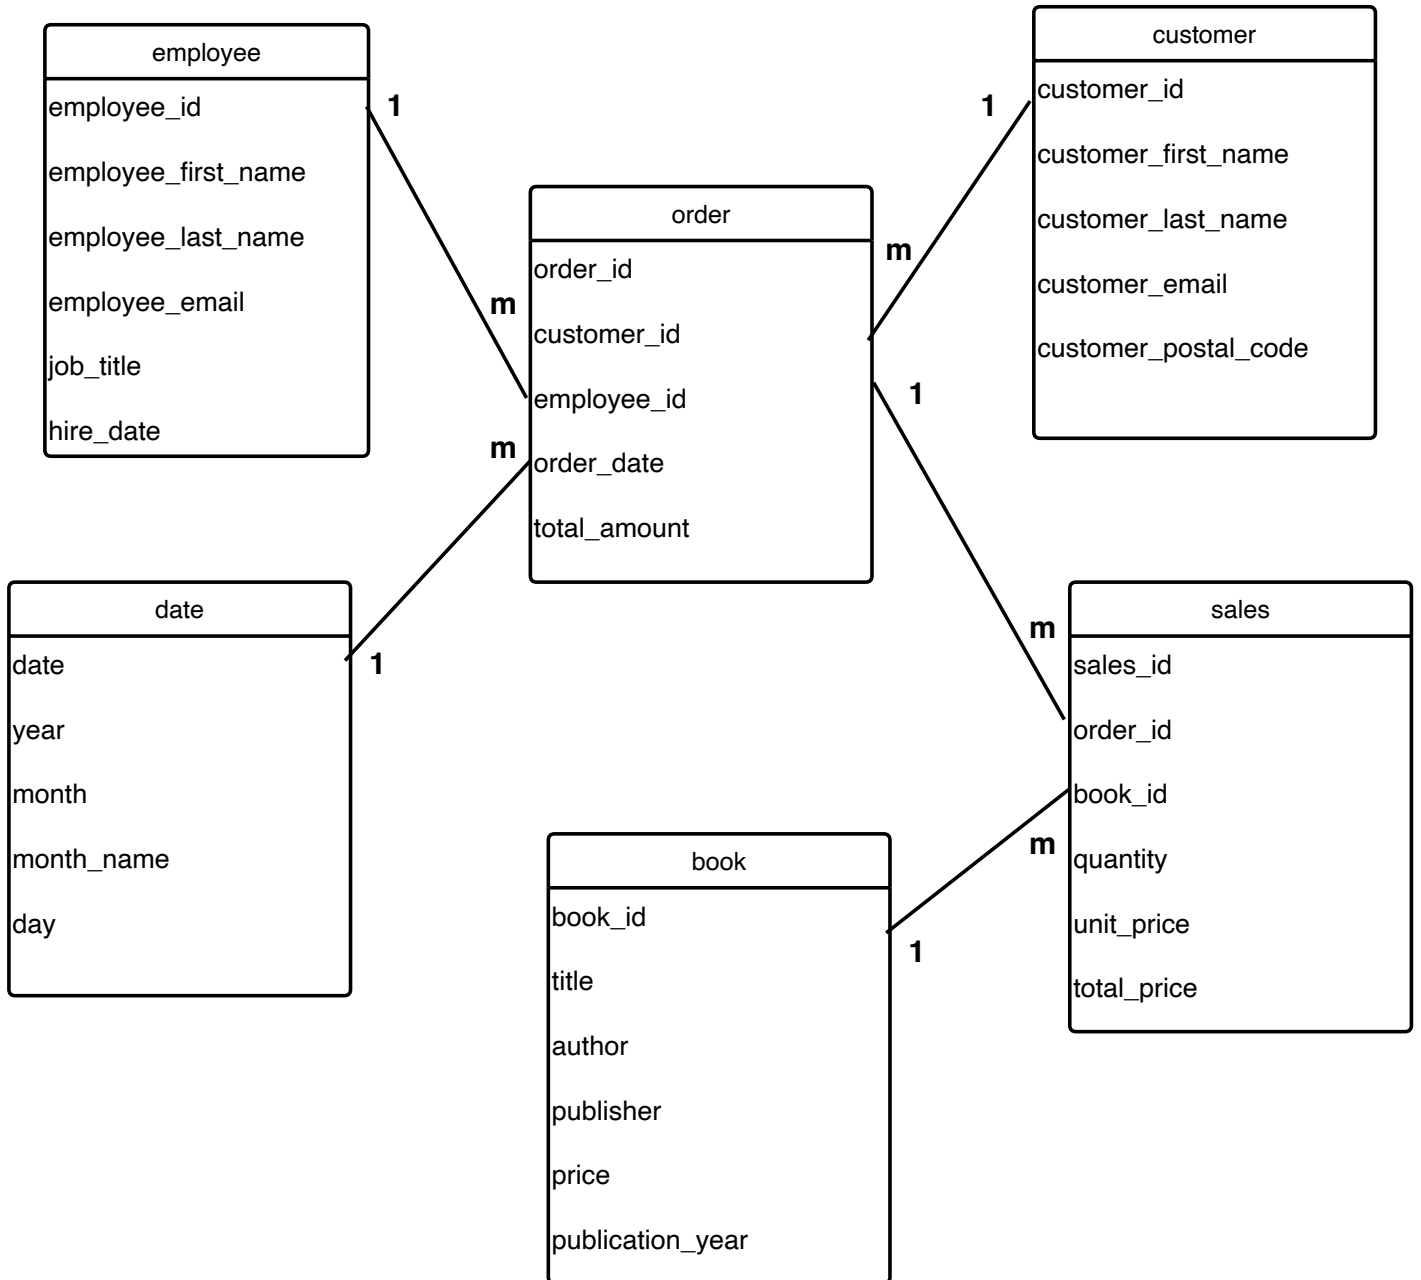 employee
employee_id
employee_first_name
employee_last_name
employee_email
job_title
hire_date
customer
customer_id
customer_first_name
customer_last_name
customer_email
customer_postal_code
order
order_id
customer_id
employee_id
order_date
total_amount
1
m
1
m
m
1
1
m
date
date
year
month
month_name
day
sales
sales_id
order_id
book_id
quantity
unit_price
total_price
m
1
book
book_id
title
author
publisher
price
publication_year